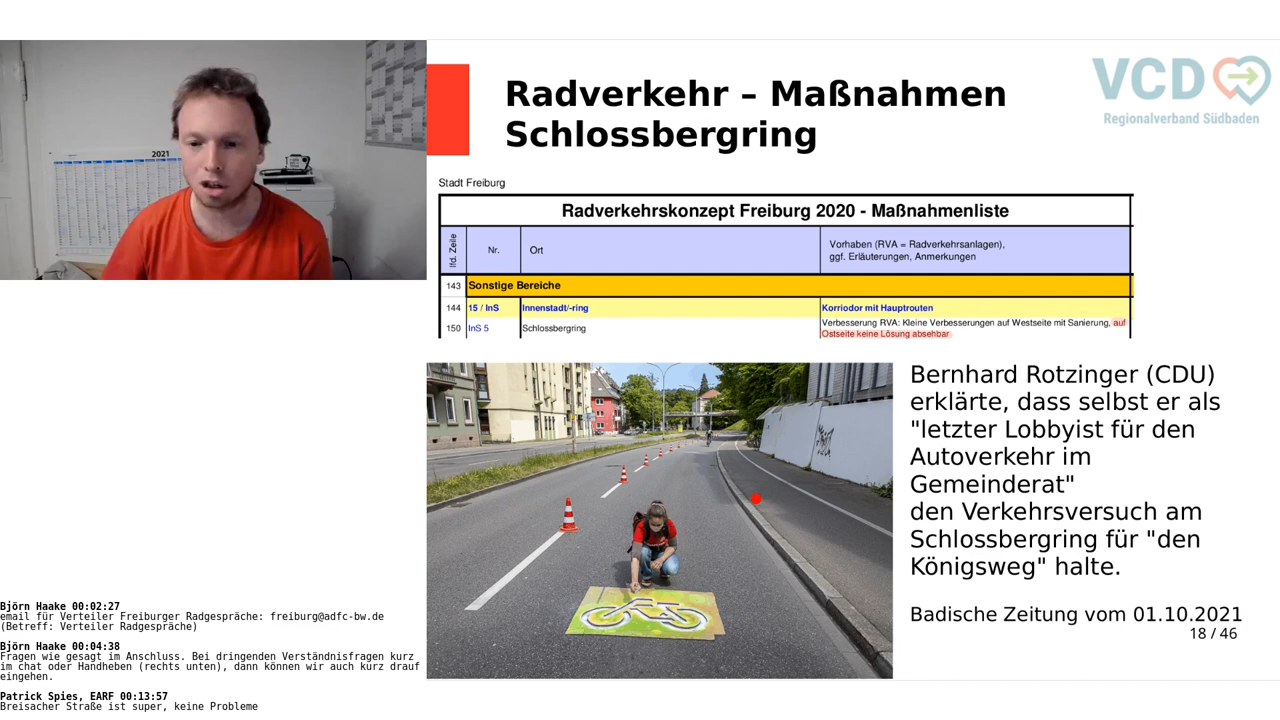 2021
Radverkehr – Maßnahmen
Schlossbergring
VCD
Regionalverband Südbaden
Stadt Freiburg
Radverkehrskonzept Freiburg 2020 - Maßnahmenliste
lfd. Zeile
Nr.
Ort
Vorhaben (RVA = Radverkehrsanlagen),
ggf. Erläuterungen, Anmerkungen
143 Sonstige Bereiche
144 15 / InS Innenstadt/-ring Korriodor mit Hauptrouten
150 InS 5 Schlossbergring Verbesserung RVA: Kleine Verbesserungen auf Westseite mit Sanierung, auf
Ostseite keine Lösung absehbar
Bernhard Rotzinger (CDU)
erklärte, dass selbst er als
"letzter Lobbyist für den
Autoverkehr im
Gemeinderat"
den Verkehrsversuch am
Schlossbergring für "den
Königsweg" halte.
Badische Zeitung vom 01.10.2021
18 / 46
Björn Haake 00:02:27
email für Verteiler Freiburger Radgespräche: freiburg@adfc-bw.de
(Betreff: Verteiler Radgespräche)
Björn Haake 00:04:38
Fragen wie gesagt im Anschluss. Bei dringenden Verständnisfragen kurz
im chat oder Handheben (rechts unten), dann können wir auch kurz drauf
eingehen.
Patrick Spies, EARF 00:13:57
Breisacher Straße ist super, keine Probleme